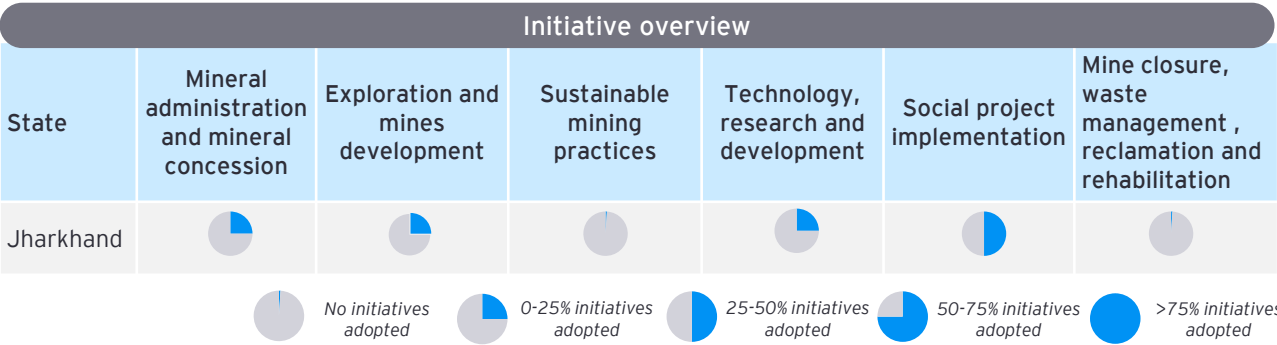 Initiative overview
State
Mineral
administration
and mineral
concession
Exploration and
mines
development
Sustainable
mining
practices
Technology,
research and
development
Social project
implementation
Mine closure,
waste
management ,
reclamation and
rehabilitation
Jharkhand
No initiatives
adopted
0-25% initiatives
adopted
25-50% initiatives
adopted
50-75% initiatives
adopted
>75% initiatives
adopted